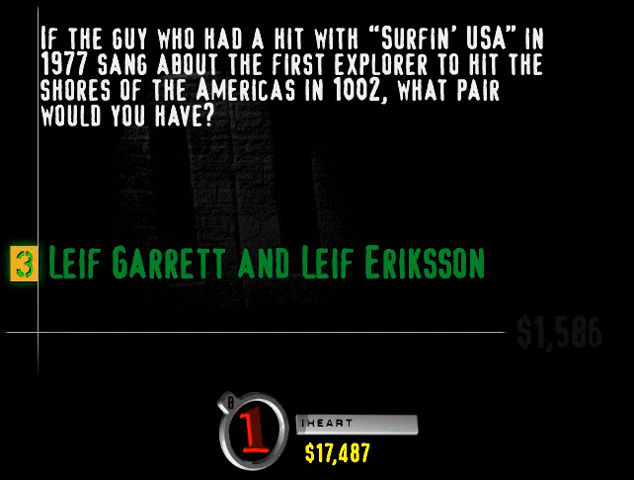 If the guy who had a hit with “Surfin’ USA” in
1977 sang about the first explorer to hit the
shores of the Americas in 1002, what pair
would you have?
3 Leif Garrett and Leif Eriksson
$1,586
1
IHEART
$17,487